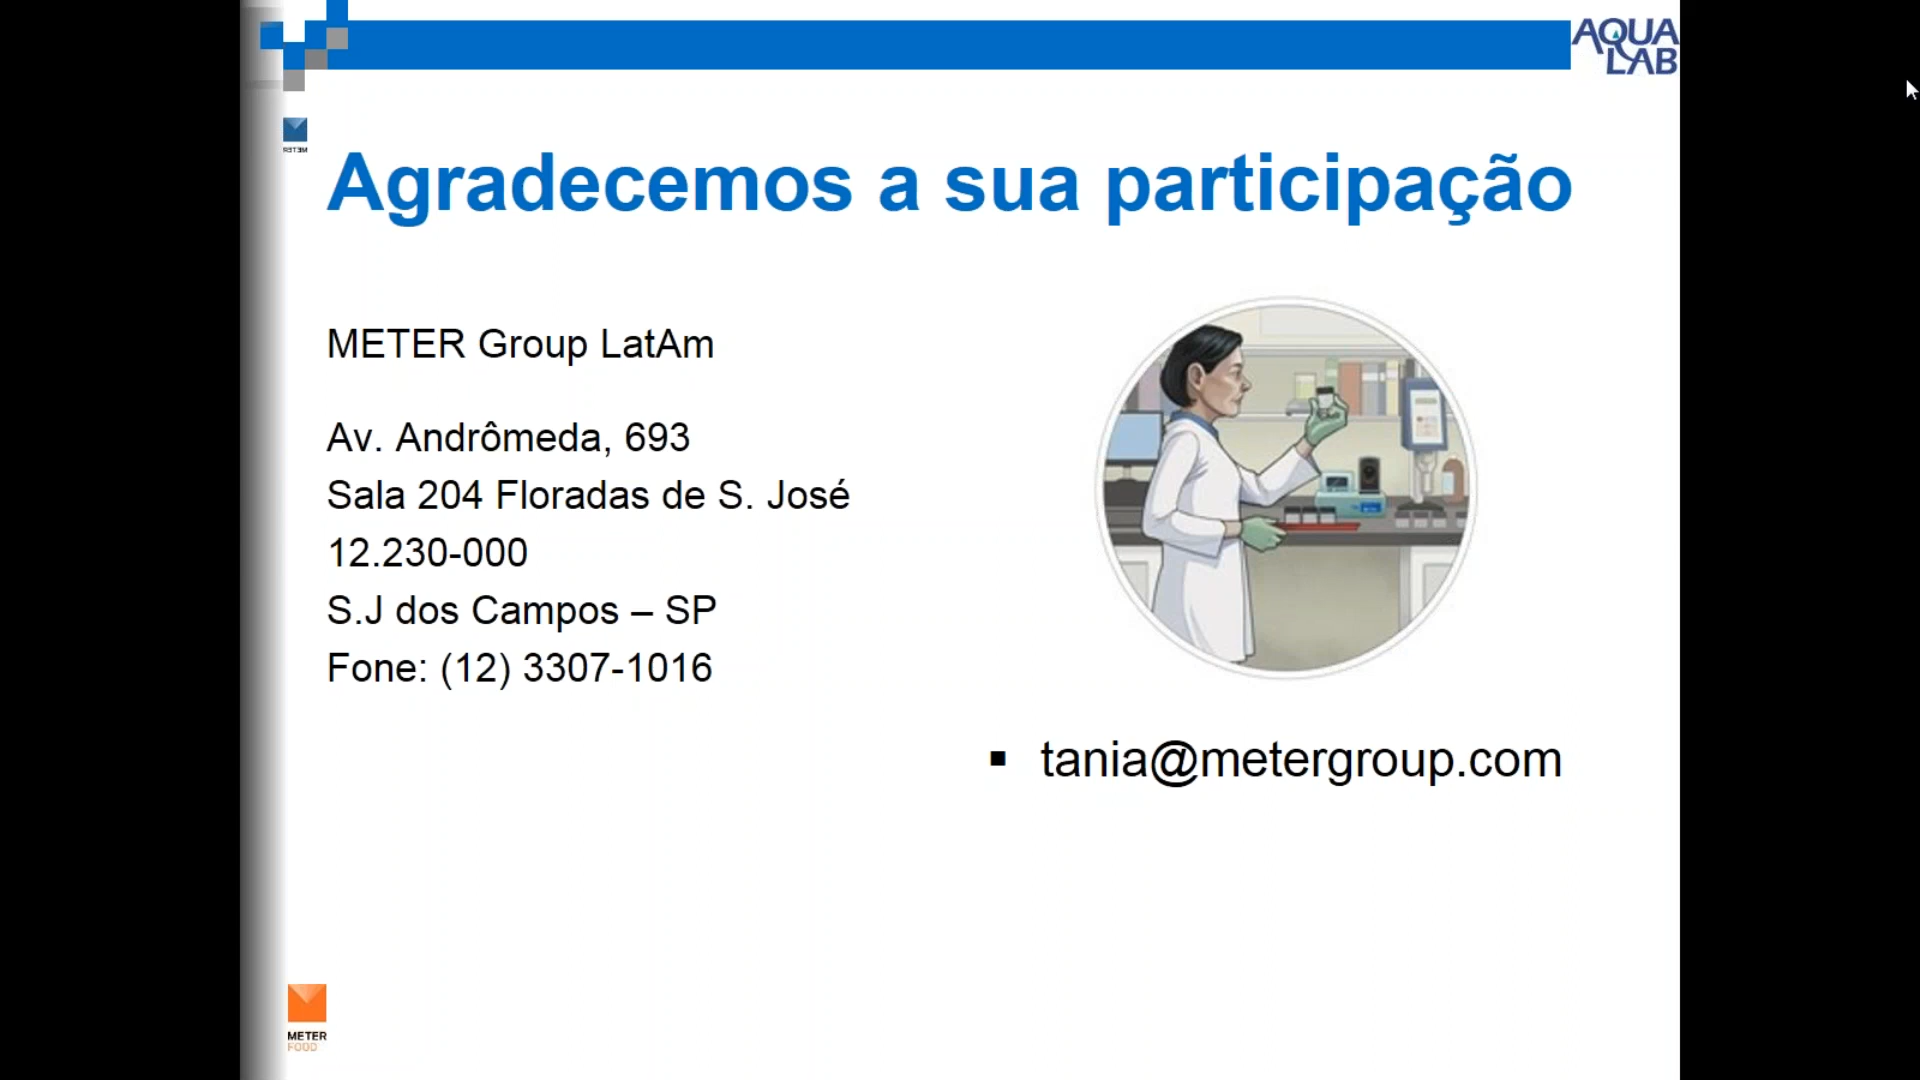 AQUA
LAB
METER
Agradecemos a sua participação
METER Group LatAm
Av. Andrômeda, 693
Sala 204 Floradas de S. José
12.230-000
S.J dos Campos – SP
Fone: (12) 3307-1016
▪ tania@metergroup.com
METER
FOOD